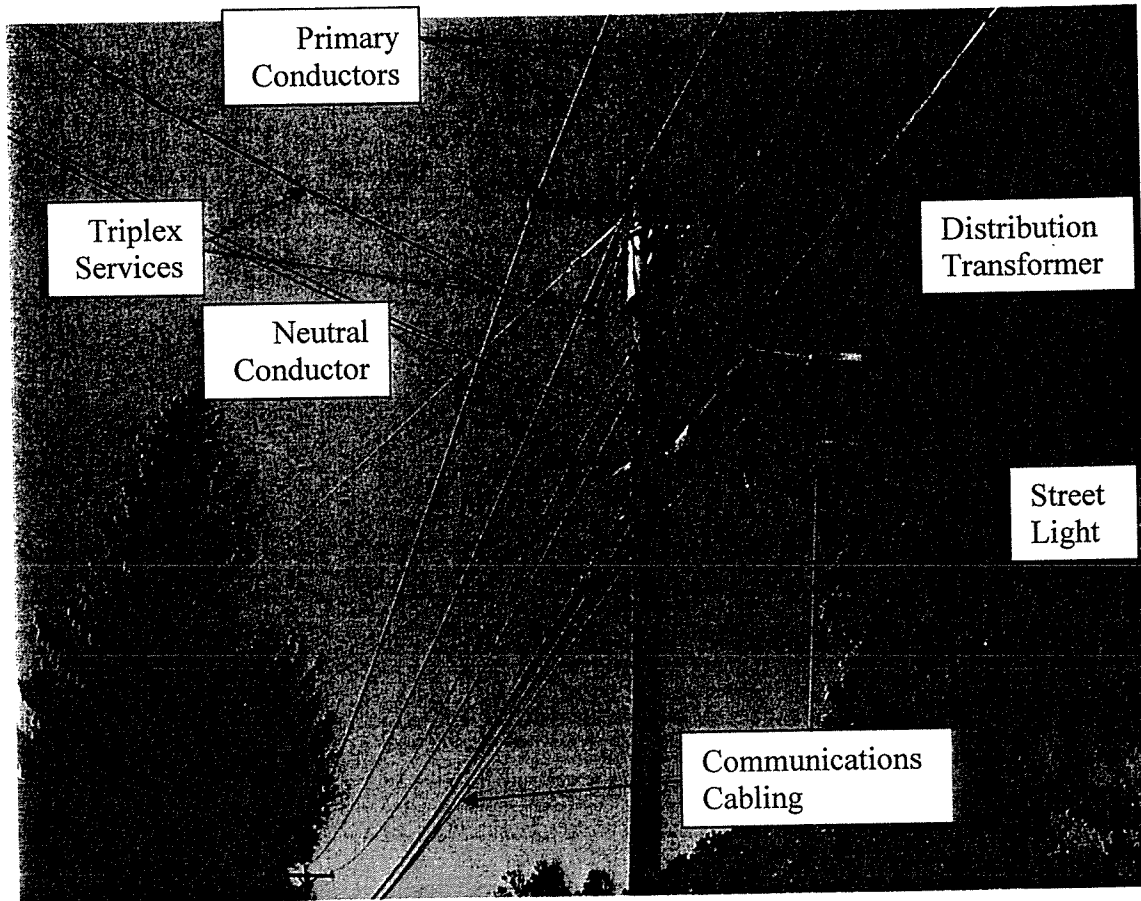 Primary
Conductors
Triplex
Services
Distribution
Transformer
Neutral
Conductor
Street
Light
Communications
Cabling